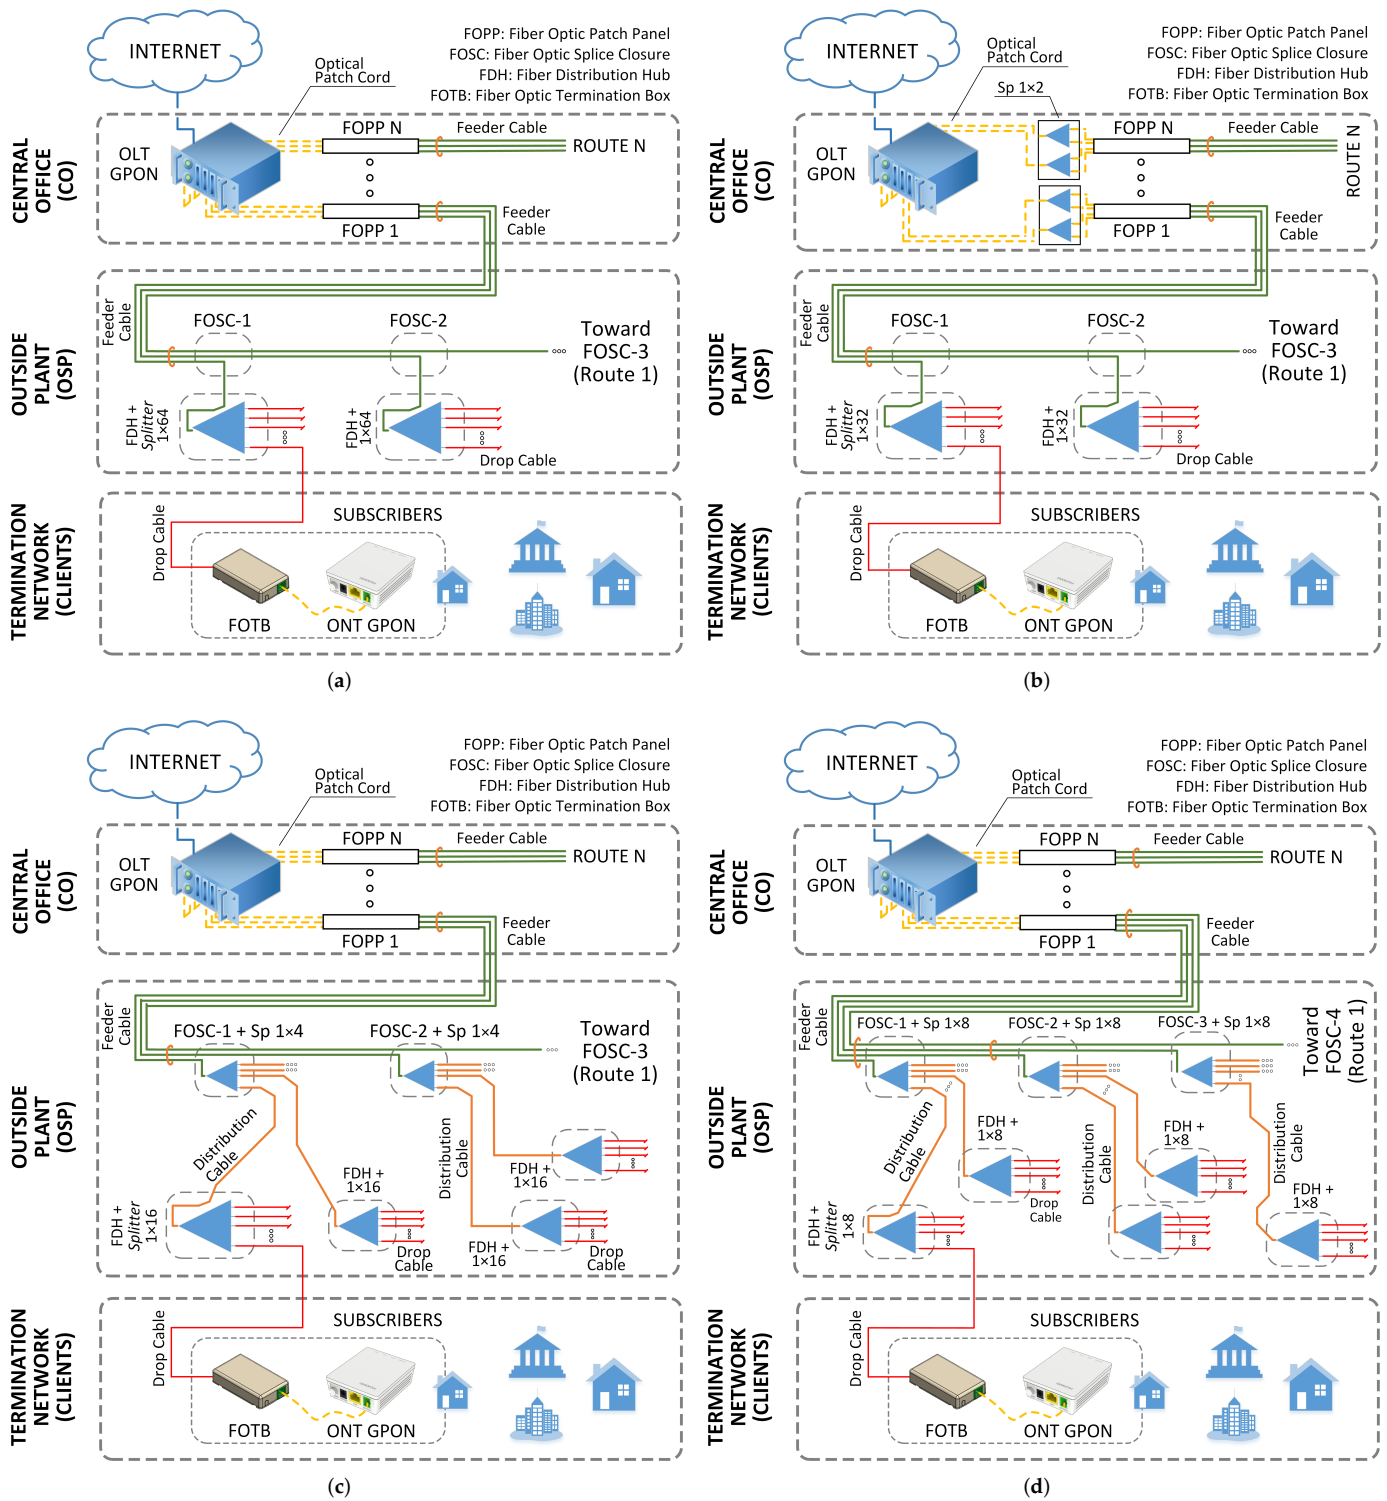 INTERNET
FOPP: Fiber Optic Patch Panel
FOSC: Fiber Optic Splice Closure
FDH: Fiber Distribution Hub
FOTB: Fiber Optic Termination Box
Optical
Patch Cord
CENTRAL
OFFICE
(CO)
OLT
GPON
FOPP N
Feeder Cable
ROUTE N
FOPP 1
Feeder
Cable
OUTSIDE
PLANT
(OSP)
Feeder
Cable
FOSC-1
FOSC-2
Toward
FOSC-3
(Route 1)
FDH +
Splitter
1×64
FDH +
1×64
Drop Cable
TERMINATION
NETWORK
(CLIENTS)
Drop Cable
SUBSCRIBERS
FOTB
ONT GPON
(a)
INTERNET
FOPP: Fiber Optic Patch Panel
FOSC: Fiber Optic Splice Closure
FDH: Fiber Distribution Hub
FOTB: Fiber Optic Termination Box
Optical
Patch Cord
Sp 1×2
CENTRAL
OFFICE
(CO)
OLT
GPON
FOPP N
Feeder Cable
ROUTE N
FOPP 1
Feeder
Cable
OUTSIDE
PLANT
(OSP)
Feeder
Cable
FOSC-1
FOSC-2
Toward
FOSC-3
(Route 1)
FDH +
Splitter
1×32
FDH +
1×32
Drop Cable
TERMINATION
NETWORK
(CLIENTS)
Drop Cable
SUBSCRIBERS
FOTB
ONT GPON
(b)
INTERNET
FOPP: Fiber Optic Patch Panel
FOSC: Fiber Optic Splice Closure
FDH: Fiber Distribution Hub
FOTB: Fiber Optic Termination Box
Optical
Patch Cord
CENTRAL
OFFICE
(CO)
OLT
GPON
FOPP N
Feeder Cable
ROUTE N
FOPP 1
Feeder
Cable
OUTSIDE
PLANT
(OSP)
Feeder
Cable
FOSC-1 + Sp 1×4
FOSC-2 + Sp 1×4
Toward
FOSC-3
(Route 1)
Distribution
Cable
Distribution
Cable
FDH +
1×16
FDH +
1×16
FDH +
Splitter
1×16
Drop
Cable
FDH +
1×16
Drop
Cable
TERMINATION
NETWORK
(CLIENTS)
Drop Cable
SUBSCRIBERS
FOTB
ONT GPON
(c)
INTERNET
FOPP: Fiber Optic Patch Panel
FOSC: Fiber Optic Splice Closure
FDH: Fiber Distribution Hub
FOTB: Fiber Optic Termination Box
Optical
Patch Cord
CENTRAL
OFFICE
(CO)
OLT
GPON
FOPP N
Feeder Cable
ROUTE N
FOPP 1
Feeder
Cable
OUTSIDE
PLANT
(OSP)
Feeder
Cable
FOSC-1 + Sp 1×8
FOSC-2 + Sp 1×8
FOSC-3 + Sp 1×8
Toward
FOSC-4
(Route 1)
Distribution
Cable
FDH +
1×8
Distribution
Cable
FDH +
1×8
Distribution
Cable
FDH +
Splitter
1×8
Drop
Cable
FDH +
1×8
TERMINATION
NETWORK
(CLIENTS)
Drop Cable
SUBSCRIBERS
FOTB
ONT GPON
(d)